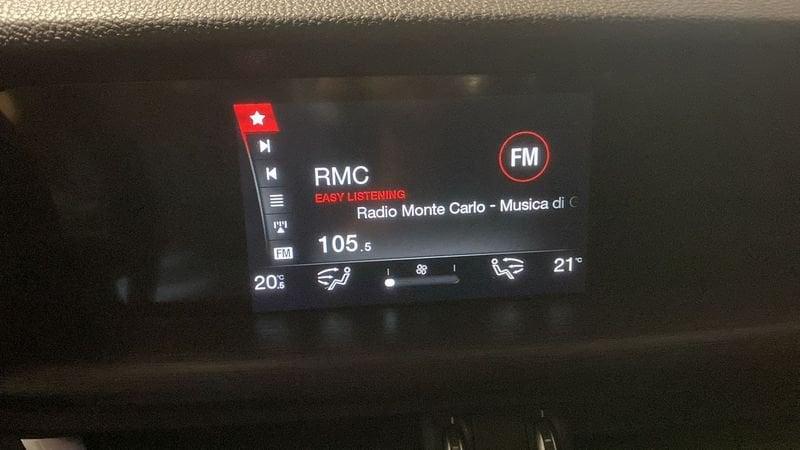 FM
RMC
EASY LISTENING
Radio Monte Carlo - Musica di
105.5
FM
20.5°C
21°C